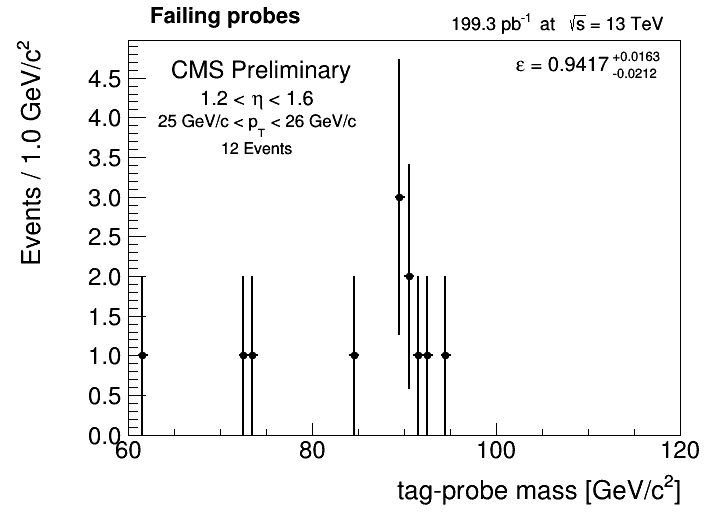 Failing probes
199.3 pb⁻¹ at √s = 13 TeV
CMS Preliminary
1.2 < η < 1.6
25 GeV/c < p_T < 26 GeV/c
12 Events
ε = 0.9417 +0.0163 -0.0212
Events / 1.0 GeV/c²
4.5
4.0
3.5
3.0
2.5
2.0
1.5
1.0
0.5
0.0
60 80 100 120
tag-probe mass [GeV/c²]